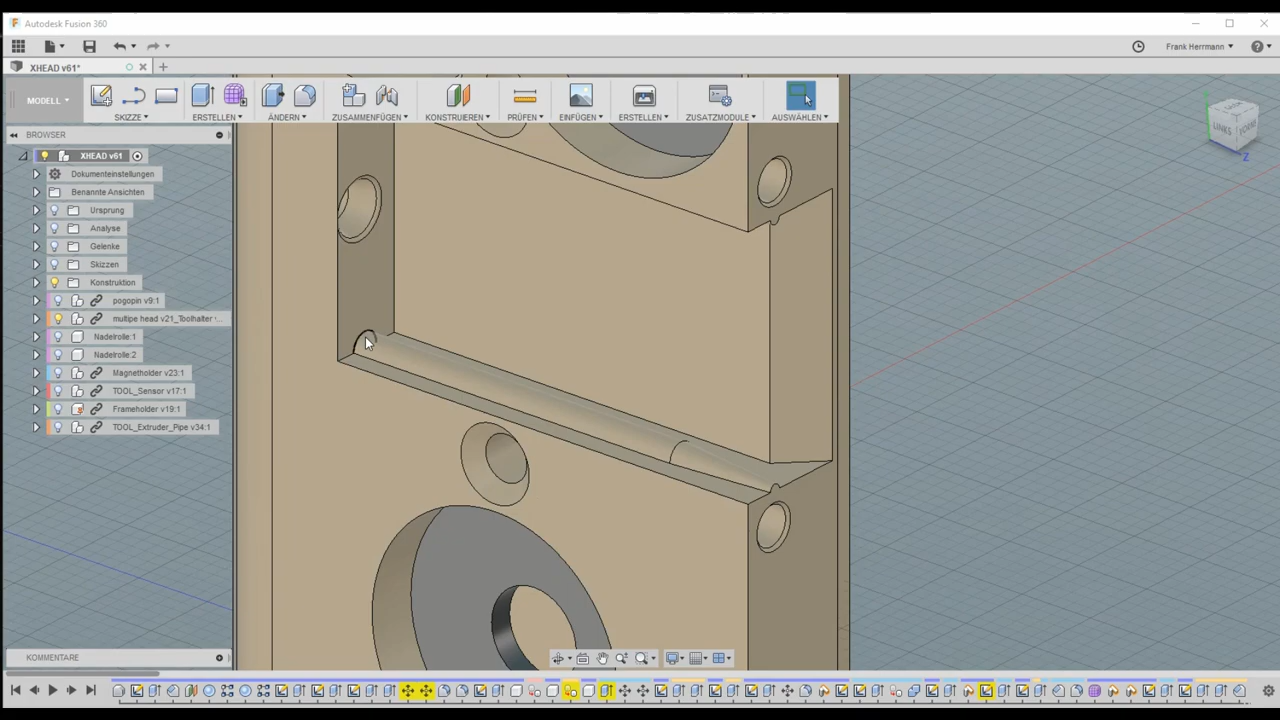 Autodesk Fusion 360
Frank Herrmann
XHEAD v61*
MODELL
SKIZZE
ERSTELLEN
ÄNDERN
ZUSAMMENFÜGEN
KONSTRUIEREN
PRÜFEN
EINFÜGEN
ERSTELLEN
ZUSATZMODULE
AUSWÄHLEN
BROWSER
XHEAD v61
Dokumenteinstellungen
Benannte Ansichten
Ursprung
Analyse
Gelenke
Skizzen
Konstruktion
pogopin v9:1
multipe head v21_Toolhalter
Nadelrolle:1
Nadelrolle:2
Magnetholder v23:1
TOOL_Sensor v17:1
Frameholder v19:1
TOOL_Extruder_Pipe v34:1
LINKS
Z
KOMMENTARE